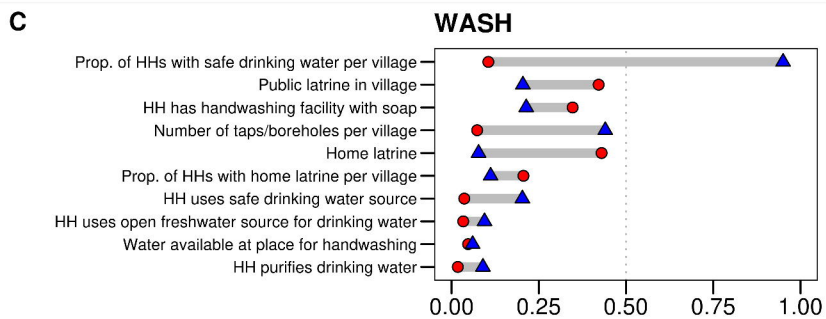 C
WASH
Prop. of HHs with safe drinking water per village
Public latrine in village
HH has handwashing facility with soap
Number of taps/boreholes per village
Home latrine
Prop. of HHs with home latrine per village
HH uses safe drinking water source
HH uses open freshwater source for drinking water
Water available at place for handwashing
HH purifies drinking water
0.00 0.25 0.50 0.75 1.00